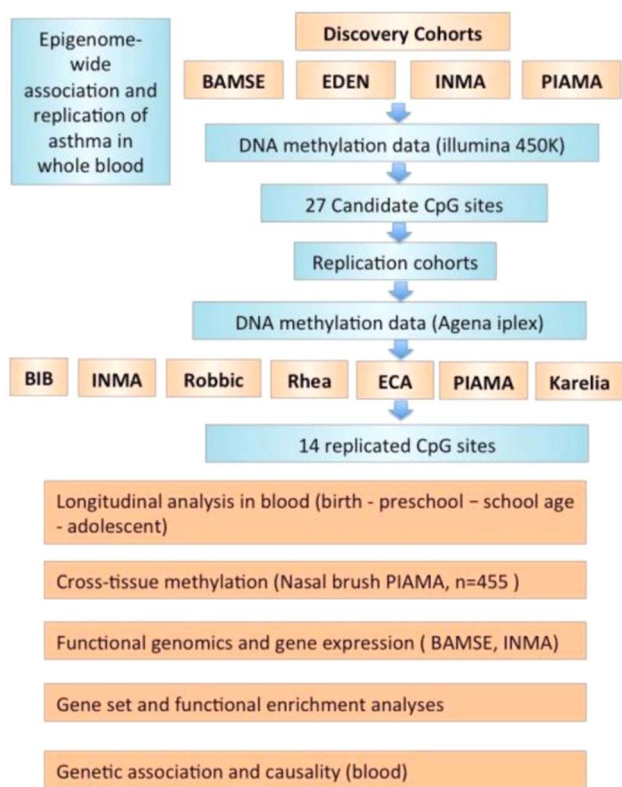 Epigenome-
wide
association and
replication of
asthma in
whole blood
Discovery Cohorts
BAMSE EDEN INMA PIAMA
DNA methylation data (illumina 450K)
27 Candidate CpG sites
Replication cohorts
DNA methylation data (Agena iplex)
BIB INMA Robbic Rhea ECA PIAMA Karelia
14 replicated CpG sites
Longitudinal analysis in blood (birth - preschool – school age
- adolescent)
Cross-tissue methylation (Nasal brush PIAMA, n=455 )
Functional genomics and gene expression ( BAMSE, INMA)
Gene set and functional enrichment analyses
Genetic association and causality (blood)